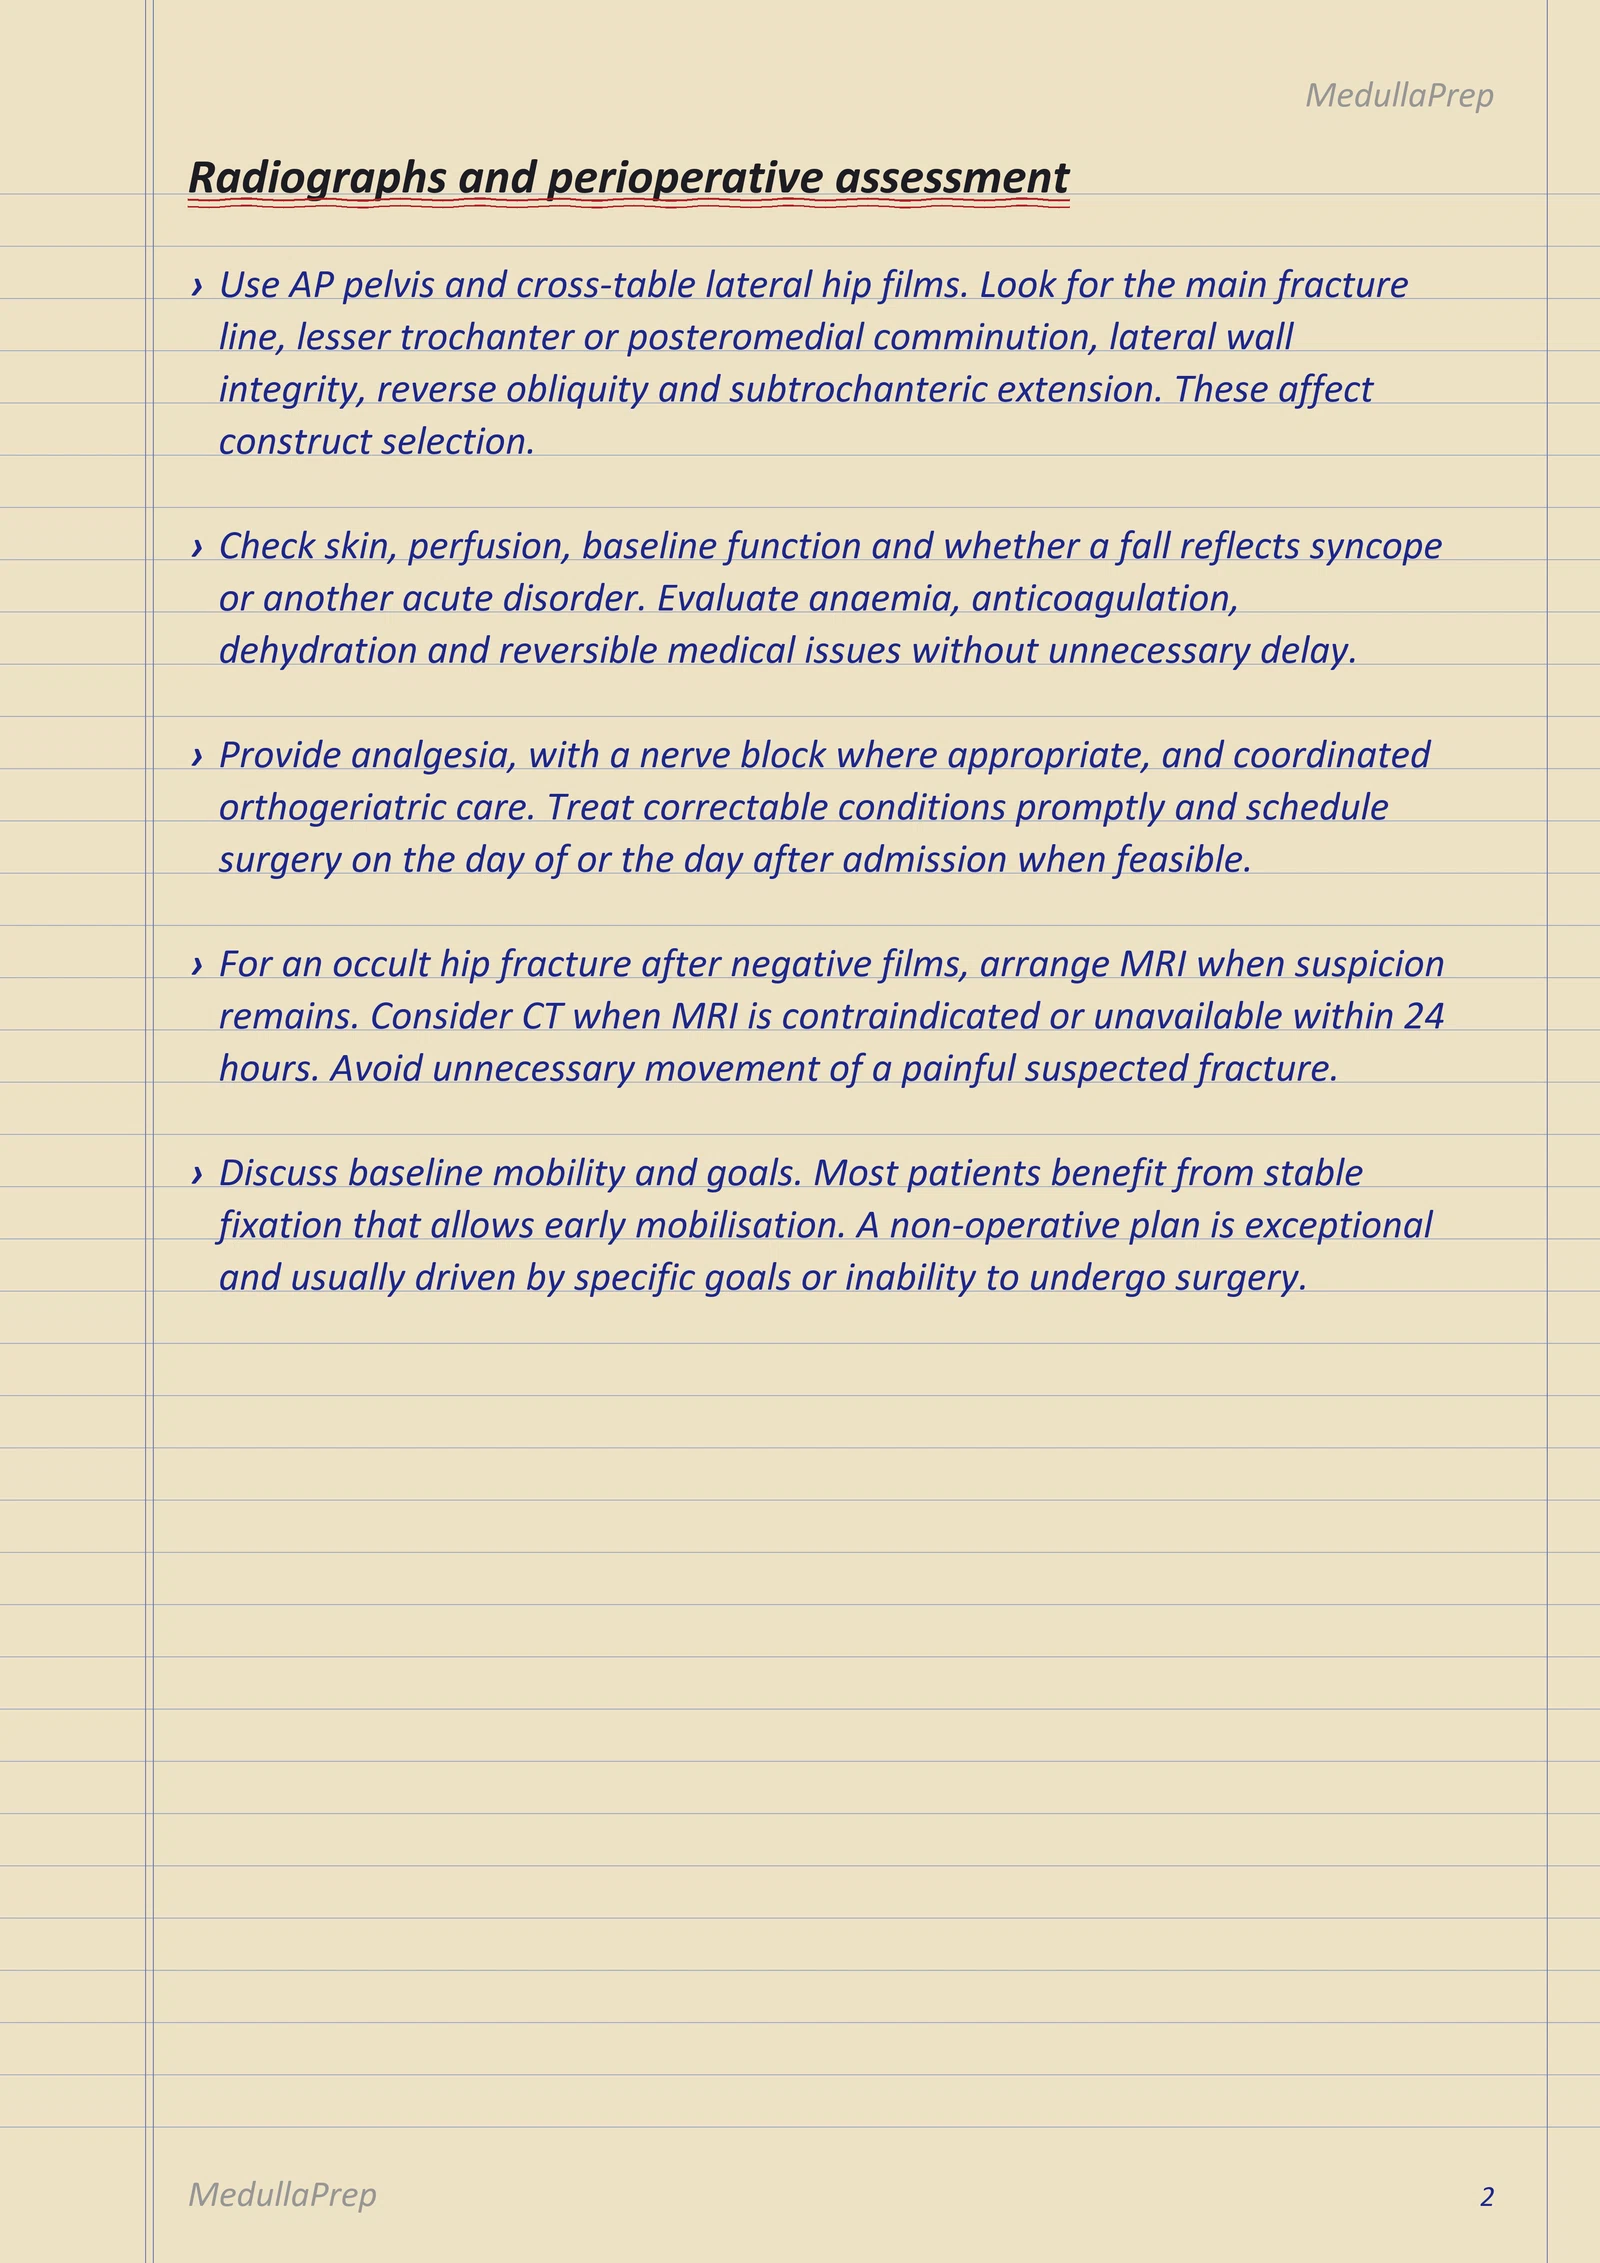 MedullaPrep
Radiographs and perioperative assessment
› Use AP pelvis and cross-table lateral hip films. Look for the main fracture
line, lesser trochanter or posteromedial comminution, lateral wall
integrity, reverse obliquity and subtrochanteric extension. These affect
construct selection.
› Check skin, perfusion, baseline function and whether a fall reflects syncope
or another acute disorder. Evaluate anaemia, anticoagulation,
dehydration and reversible medical issues without unnecessary delay.
› Provide analgesia, with a nerve block where appropriate, and coordinated
orthogeriatric care. Treat correctable conditions promptly and schedule
surgery on the day of or the day after admission when feasible.
› For an occult hip fracture after negative films, arrange MRI when suspicion
remains. Consider CT when MRI is contraindicated or unavailable within 24
hours. Avoid unnecessary movement of a painful suspected fracture.
› Discuss baseline mobility and goals. Most patients benefit from stable
fixation that allows early mobilisation. A non-operative plan is exceptional
and usually driven by specific goals or inability to undergo surgery.
MedullaPrep
2